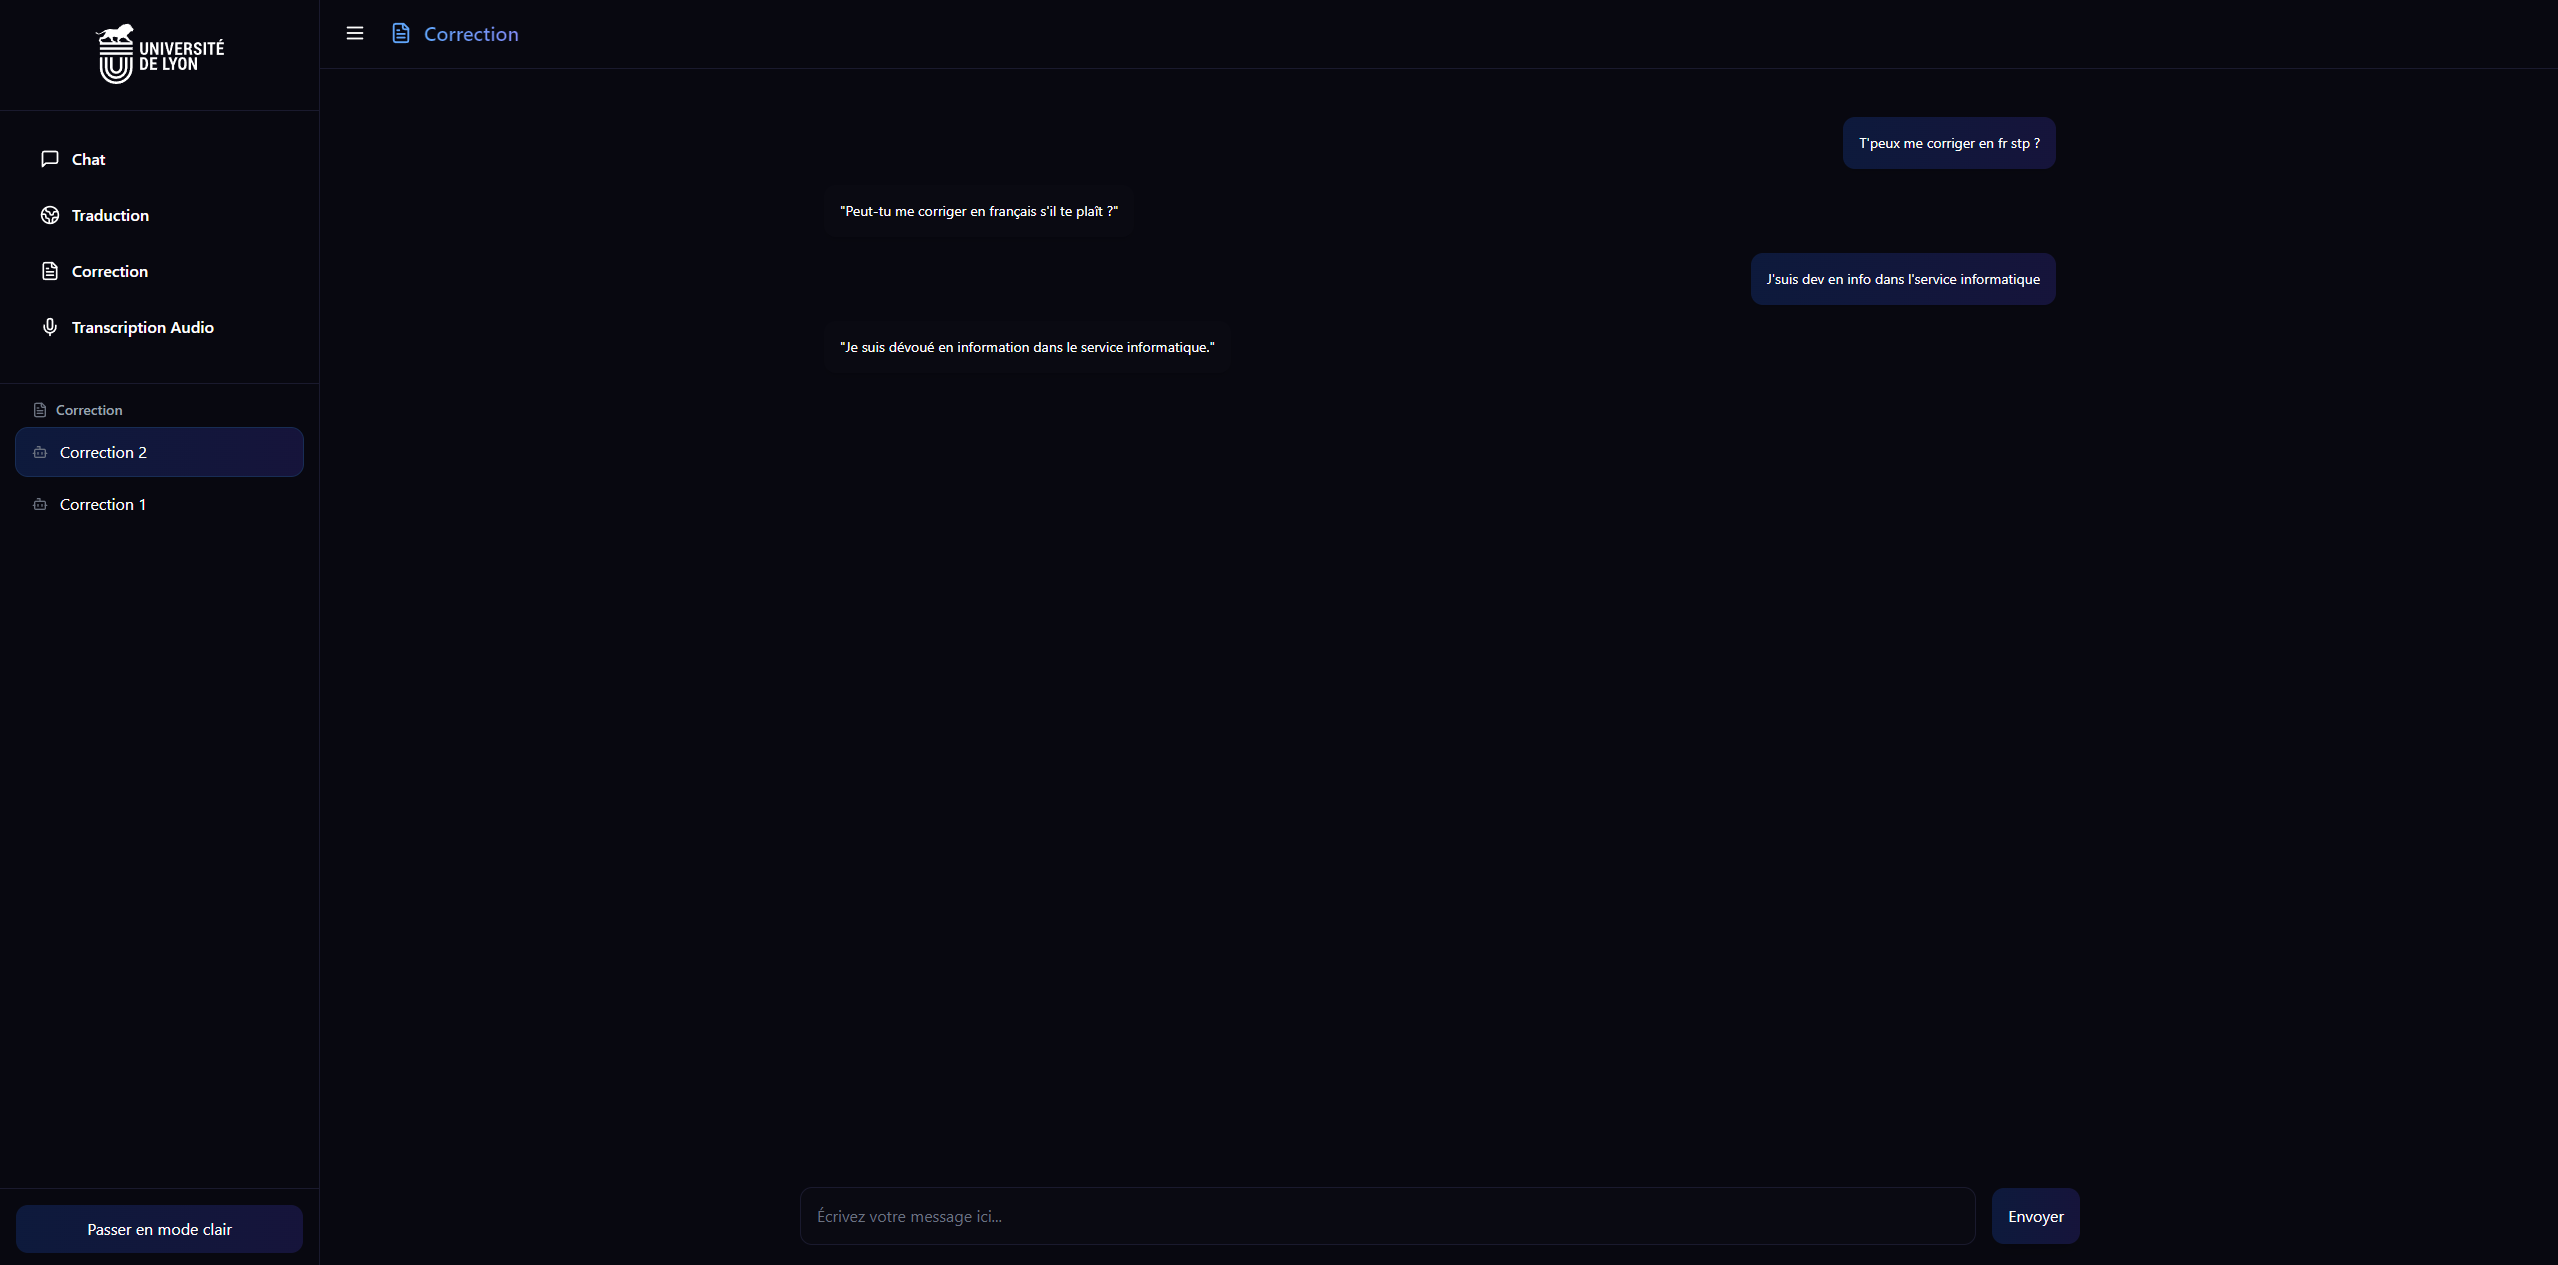 UNIVERSITÉ
DE LYON
Chat
Traduction
Correction
Transcription Audio
Correction
Correction 2
Correction 1
Passer en mode clair
Correction
T'peux me corriger en fr stp ?
"Peut-tu me corriger en français s'il te plaît ?"
J'suis dev en info dans l'service informatique
"Je suis dévoué en information dans le service informatique."
Écrivez votre message ici...
Envoyer